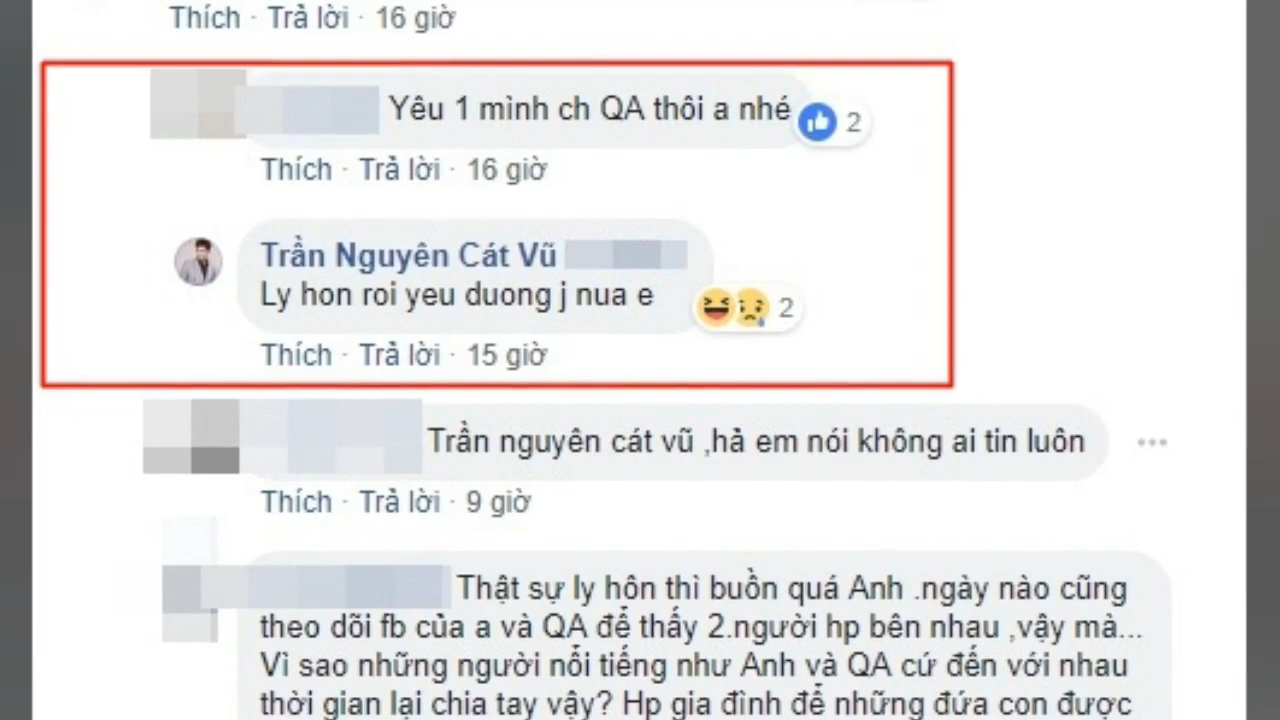 Thích · Trả lời · 16 giờ
Yêu 1 mình ch QA thôi a nhé
2
Thích · Trả lời · 16 giờ
Trần Nguyên Cát Vũ
Ly hon roi yeu duong j nua e
2
Thích · Trả lời · 15 giờ
Trần nguyên cát vũ ,hả em nói không ai tin luôn
Thích · Trả lời · 9 giờ
Thật sự ly hôn thì buồn quá Anh .ngày nào cũng
theo dõi fb của a và QA để thấy 2.người hp bên nhau ,vậy mà...
Vì sao những người nổi tiếng như Anh và QA cứ đến với nhau
thời gian lại chia tay vậy? Hp gia đình để những đứa con được